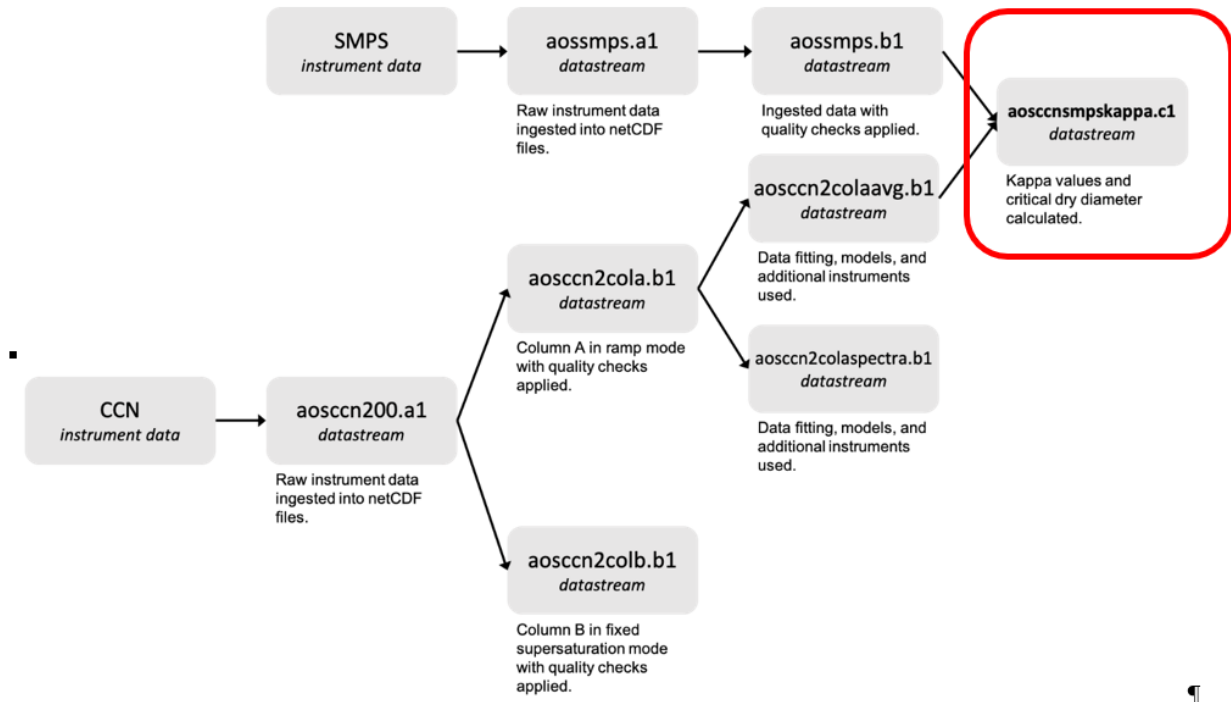 SMPS
instrument data
aossmps.a1
datastream
Raw instrument data
ingested into netCDF
files.
aossmps.b1
datastream
Ingested data with
quality checks applied.
aosccnsmpskappa.c1
datastream
Kappa values and
critical dry diameter
calculated.
aosccn2colaavg.b1
datastream
Data fitting, models, and
additional instruments
used.
aosccn2cola.b1
datastream
Column A in ramp mode
with quality checks
applied.
aosccn2colaspectra.b1
datastream
Data fitting, models, and
additional instruments
used.
CCN
instrument data
aosccn200.a1
datastream
Raw instrument data
ingested into netCDF
files.
aosccn2colb.b1
datastream
Column B in fixed
supersaturation mode
with quality checks
applied.
¶